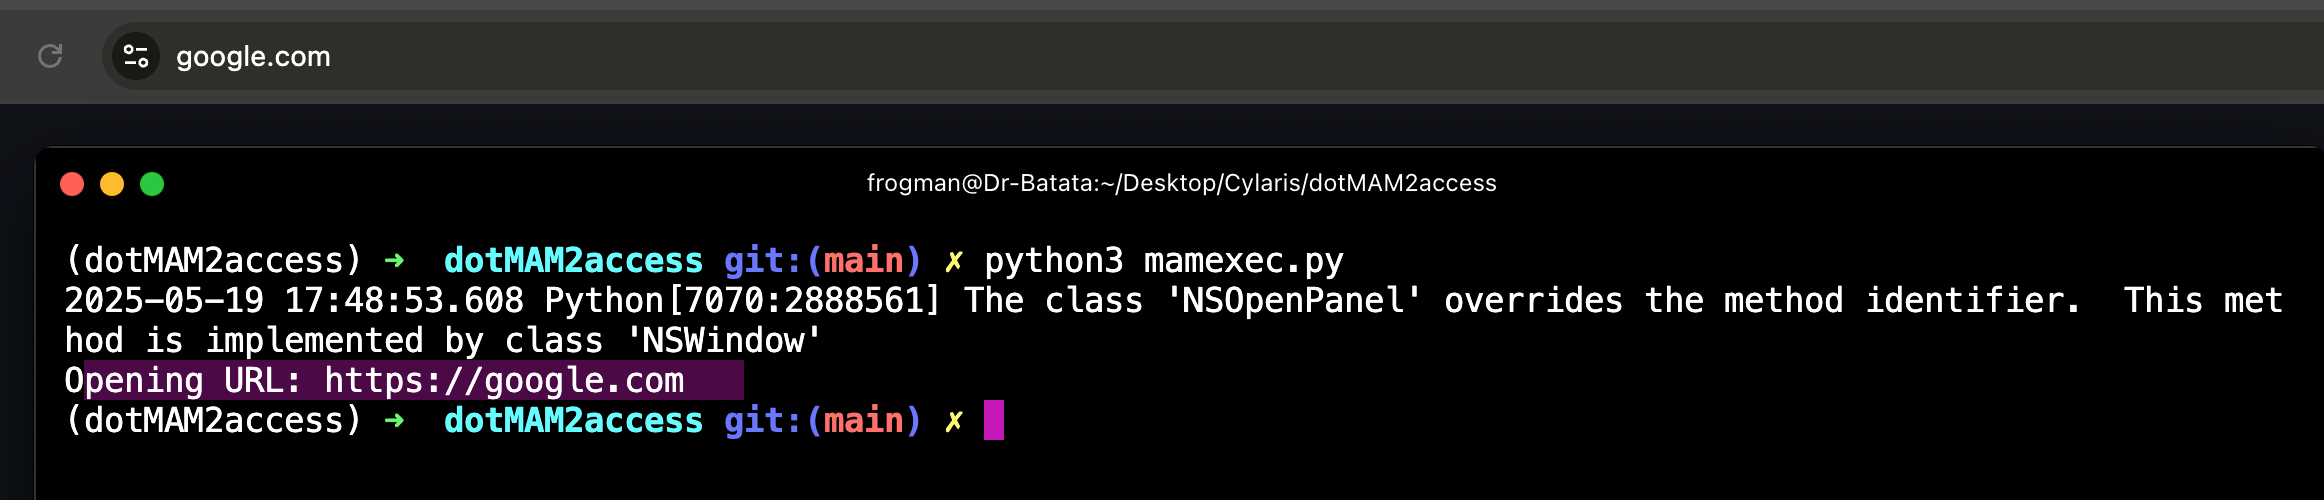 google.com
frogman@Dr-Batata:~/Desktop/Cylaris/dotMAM2access
(dotMAM2access) ➜  dotMAM2access git:(main) ✗ python3 mamexec.py
2025-05-19 17:48:53.608 Python[7070:2888561] The class 'NSOpenPanel' overrides the method identifier.  This met
hod is implemented by class 'NSWindow'
Opening URL: https://google.com
(dotMAM2access) ➜  dotMAM2access git:(main) ✗